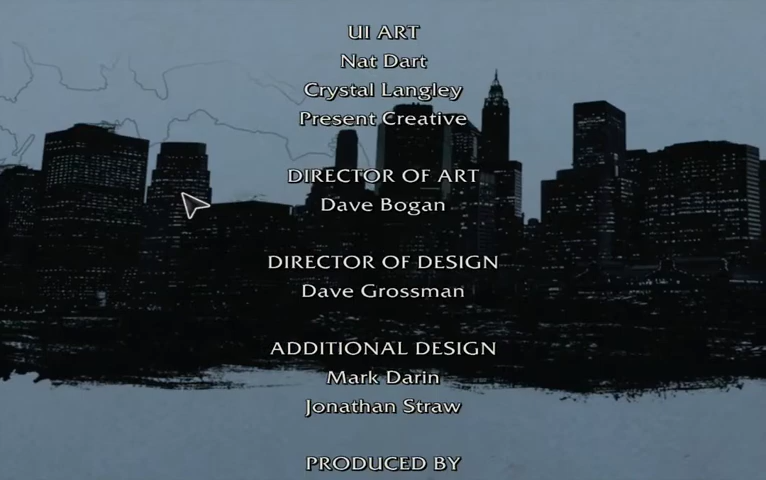 UI ART
Nat Dart
Crystal Langley
Present Creative
DIRECTOR OF ART
Dave Bogan
DIRECTOR OF DESIGN
Dave Grossman
ADDITIONAL DESIGN
Mark Darin
Jonathan Straw
PRODUCED BY